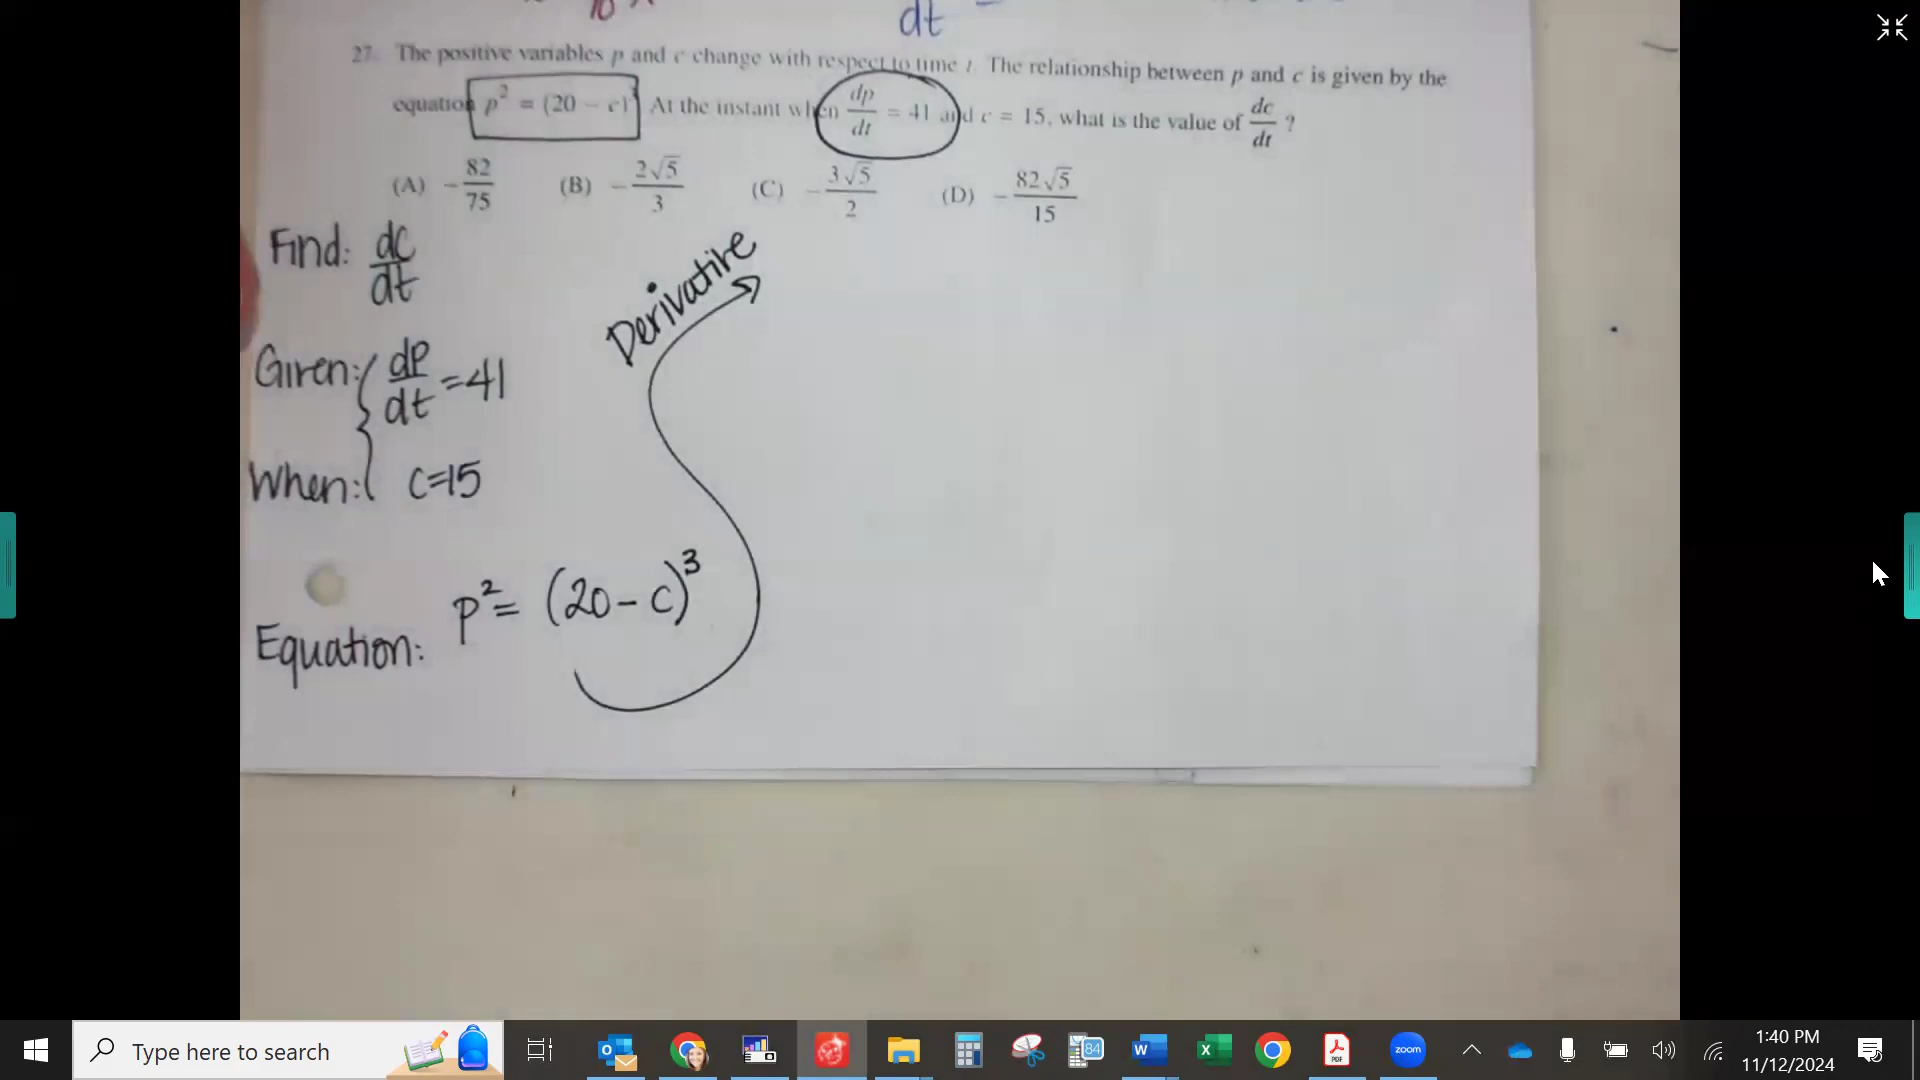 10
dt
27. The positive variables p and c change with respect to time t. The relationship between p and c is given by the
equation p² = (20 − c)³. At the instant when dp/dt = 41 and c = 15, what is the value of dc/dt ?
(A) −82/75 (B) −2√5/3 (C) −3√5/2 (D) −82√5/15
Find: dc/dt
Derivative
Given: dp/dt = 41
When: c=15
p² = (20 − c)³
Equation:
Type here to search
84
zoom
1:40 PM
11/12/2024